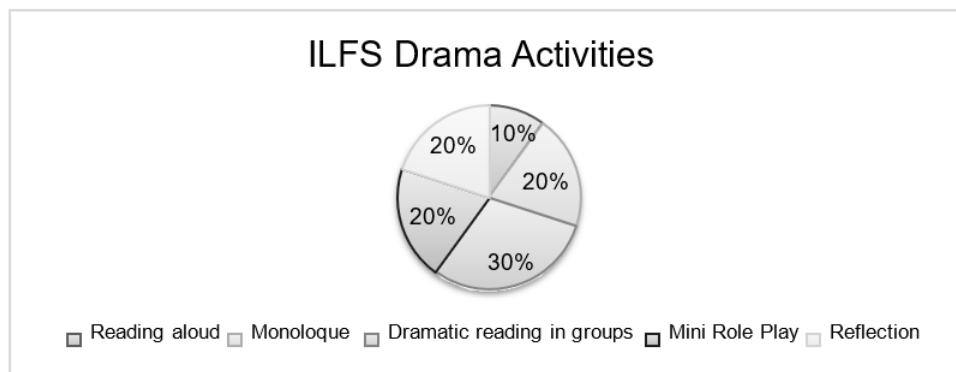 ILFS Drama Activities
10%
20%
30%
20%
20%
Reading aloud Monoloque Dramatic reading in groups Mini Role Play Reflection